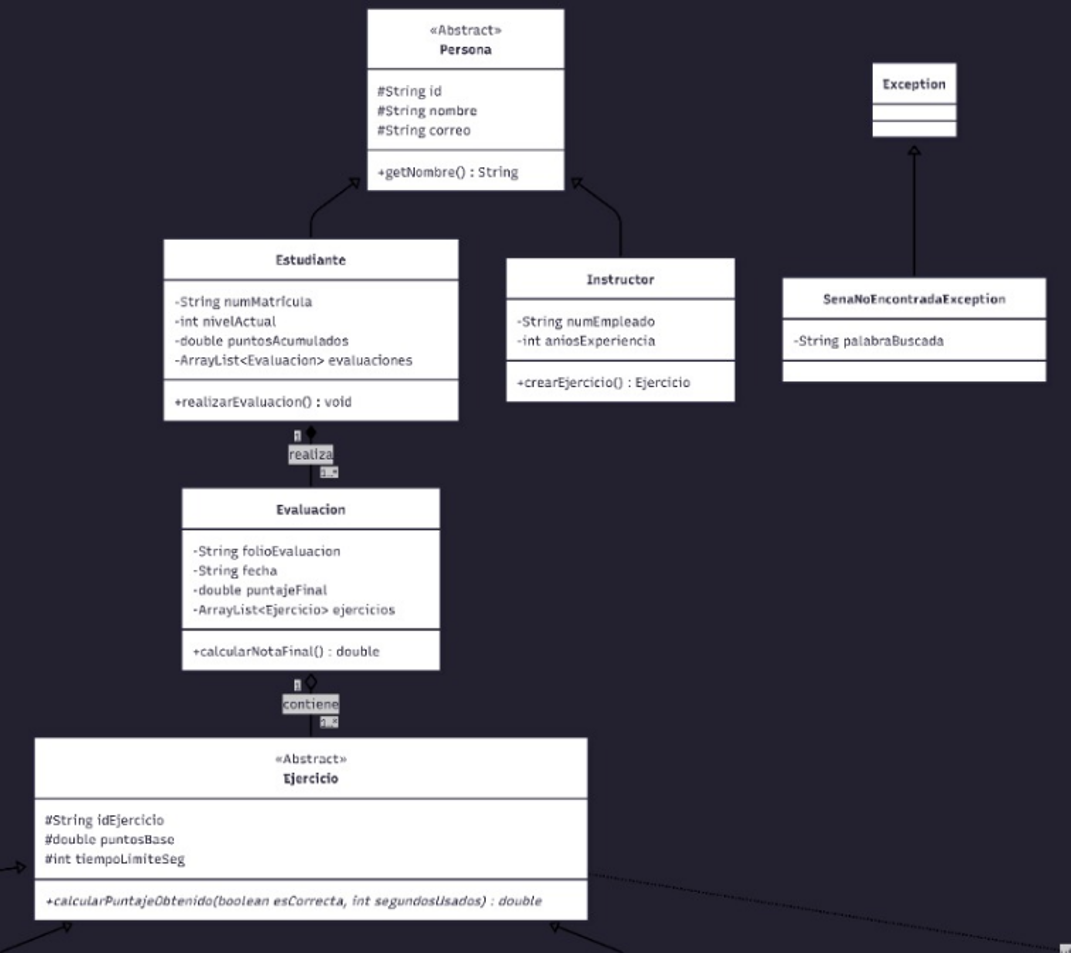 «Abstract»
Persona
#String id
#String nombre
#String correo
+getNombre() : String
Exception
Estudiante
-String numMatricula
-int nivelActual
-double puntosAcumulados
-ArrayList<Evaluacion> evaluaciones
+realizarEvaluacion() : void
Instructor
-String numEmpleado
-int aniosExperiencia
+crearEjercicio() : Ejercicio
SenaNoEncontradaException
-String palabraBuscada
1
realiza
1..*
Evaluacion
-String folioEvaluacion
-String fecha
-double puntajeFinal
-ArrayList<Ejercicio> ejercicios
+calcularNotaFinal() : double
1
contiene
1..*
«Abstract»
Ejercicio
#String idEjercicio
#double puntosBase
#int tiempoLimiteSeg
+calcularPuntajeObtenido(boolean esCorrecta, int segundosUsados) : double